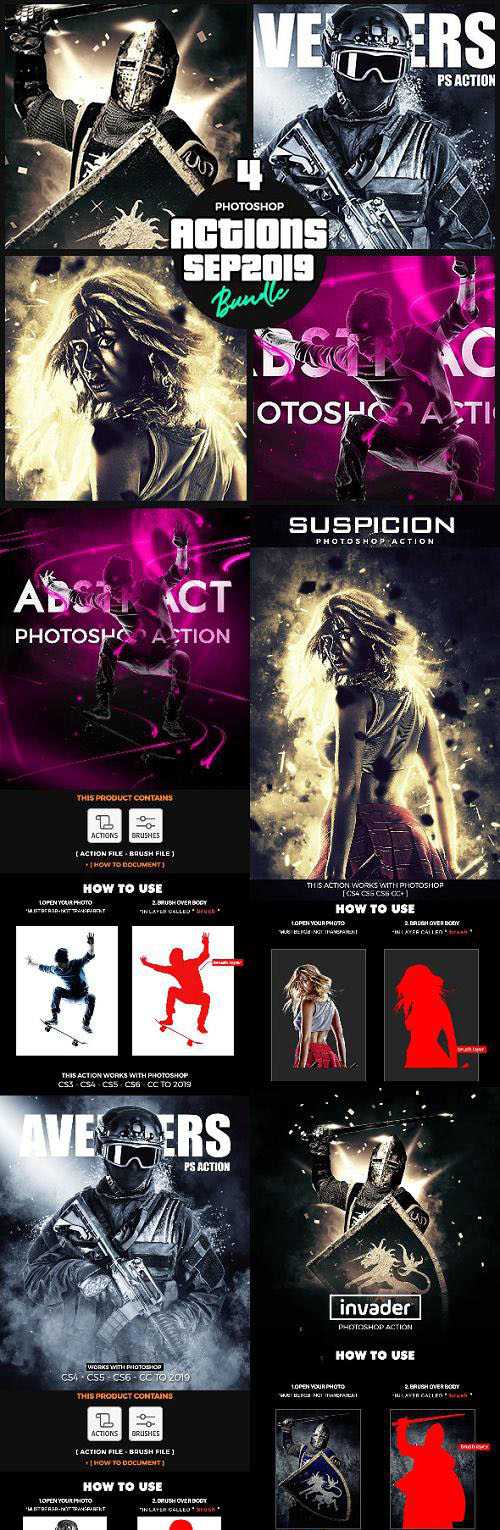 AVENGERS
PS ACTION
4
PHOTOSHOP
ACTIONS
SEP2019
Bundle
ABSTRACT
PHOTOSHOP ACTION
ABSTRACT
PHOTOSHOP ACTION
THIS PRODUCT CONTAINS
ACTIONS
BRUSHES
[ ACTION FILE - BRUSH FILE ]
+ [ HOW TO DOCUMENT ]
HOW TO USE
1.OPEN YOUR PHOTO
*MUST BE RGB - NOT TRANSPARENT
2. BRUSH OVER BODY
*IN LAYER CALLED " brush "
brush layer
THIS ACTION WORKS WITH PHOTOSHOP
CS3 - CS4 - CS5 - CS6 - CC TO 2019
SUSPICION
PHOTOSHOP ACTION
THIS ACTION WORKS WITH PHOTOSHOP
[ CS4 CS5 CS6 CC+ ]
HOW TO USE
1.OPEN YOUR PHOTO
*MUST BE RGB - NOT TRANSPARENT
2. BRUSH OVER BODY
*IN LAYER CALLED " brush "
brush layer
AVENGERS
PS ACTION
WORKS WITH PHOTOSHOP
CS4 - CS5 - CS6 - CC TO 2019
THIS PRODUCT CONTAINS
ACTIONS
BRUSHES
[ ACTION FILE - BRUSH FILE ]
+ [ HOW TO DOCUMENT ]
HOW TO USE
1.OPEN YOUR PHOTO
*MUST BE RGB - NOT TRANSPARENT
2. BRUSH OVER BODY
*IN LAYER CALLED " brush "
invader
PHOTOSHOP ACTION
HOW TO USE
1.OPEN YOUR PHOTO
*MUST BE RGB - NOT TRANSPARENT
2. BRUSH OVER BODY
*IN LAYER CALLED " brush "
brush layer